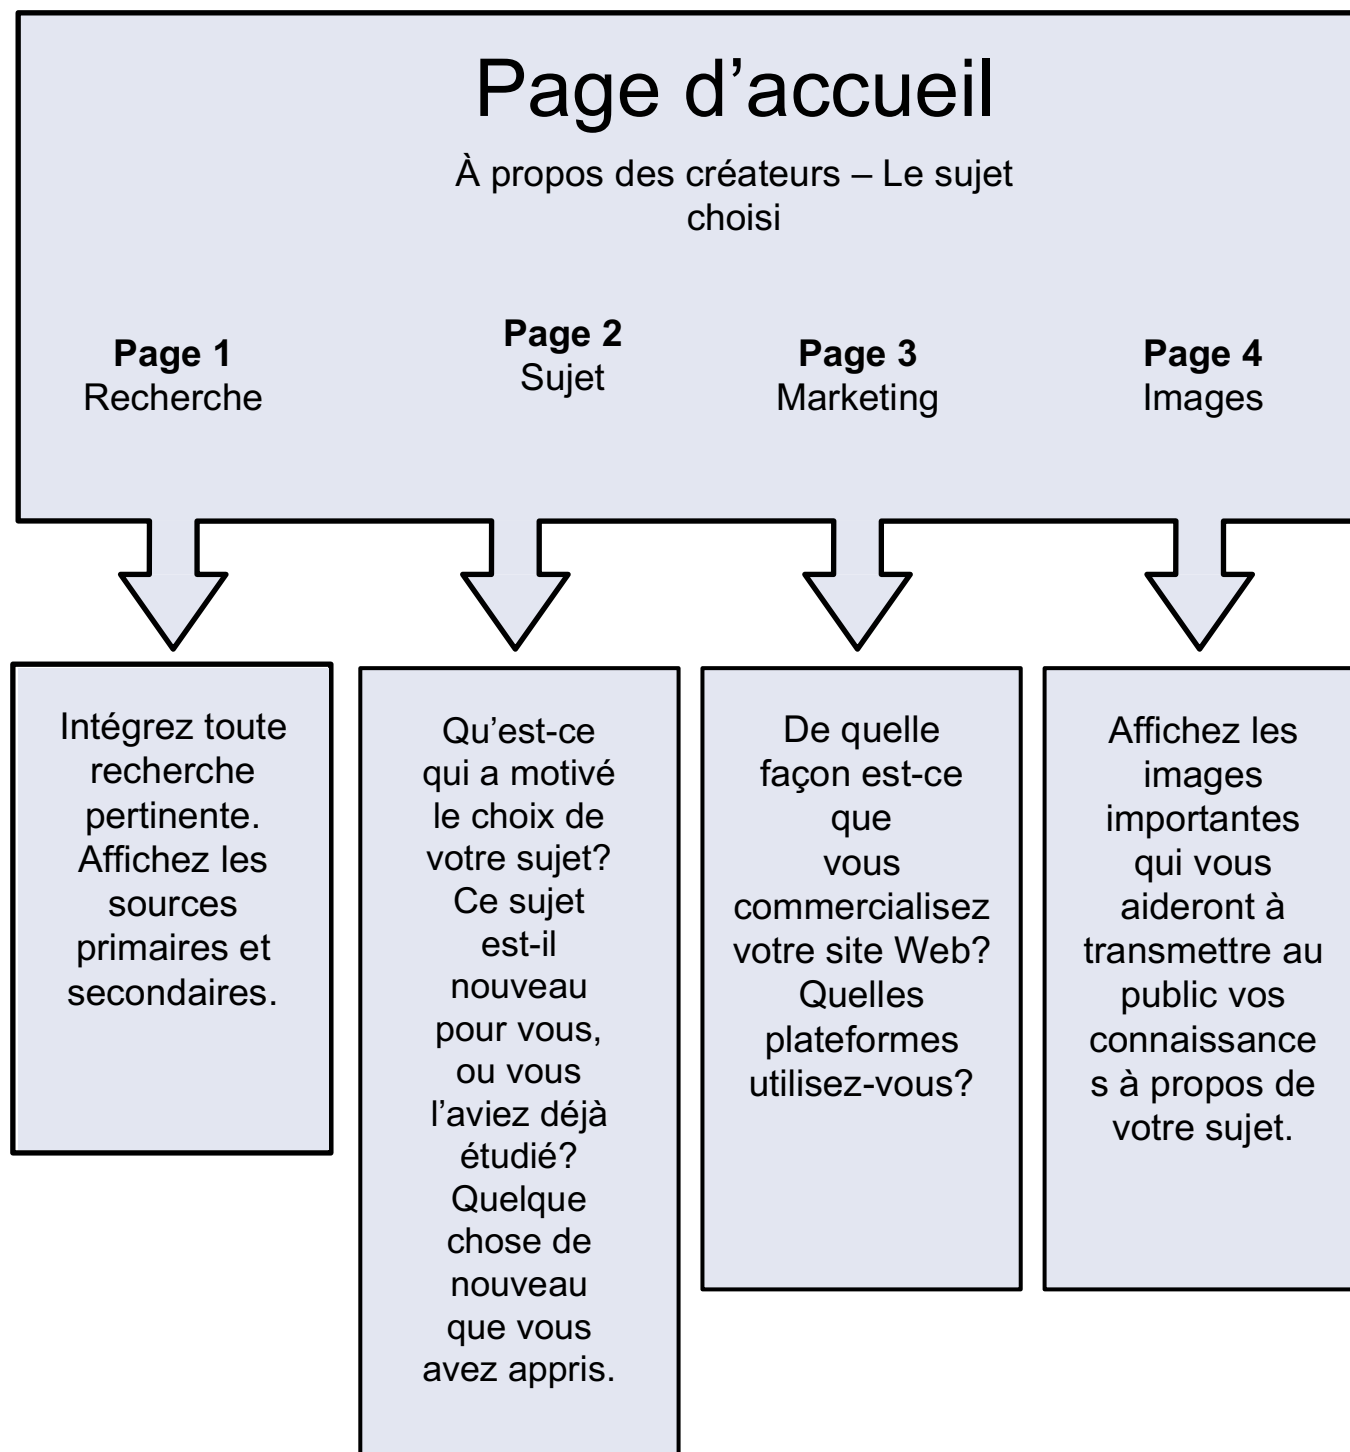 Page d’accueil
À propos des créateurs – Le sujet
choisi
Page 1
Recherche
Page 2
Sujet
Page 3
Marketing
Page 4
Images
Intégrez toute
recherche
pertinente.
Affichez les
sources
primaires et
secondaires.
Qu’est-ce
qui a motivé
le choix de
votre sujet?
Ce sujet
est-il
nouveau
pour vous,
ou vous
l’aviez déjà
étudié?
Quelque
chose de
nouveau
que vous
avez appris.
De quelle
façon est-ce
que
vous
commercialisez
votre site Web?
Quelles
plateformes
utilisez-vous?
Affichez les
images
importantes
qui vous
aideront à
transmettre au
public vos
connaissance
s à propos de
votre sujet.